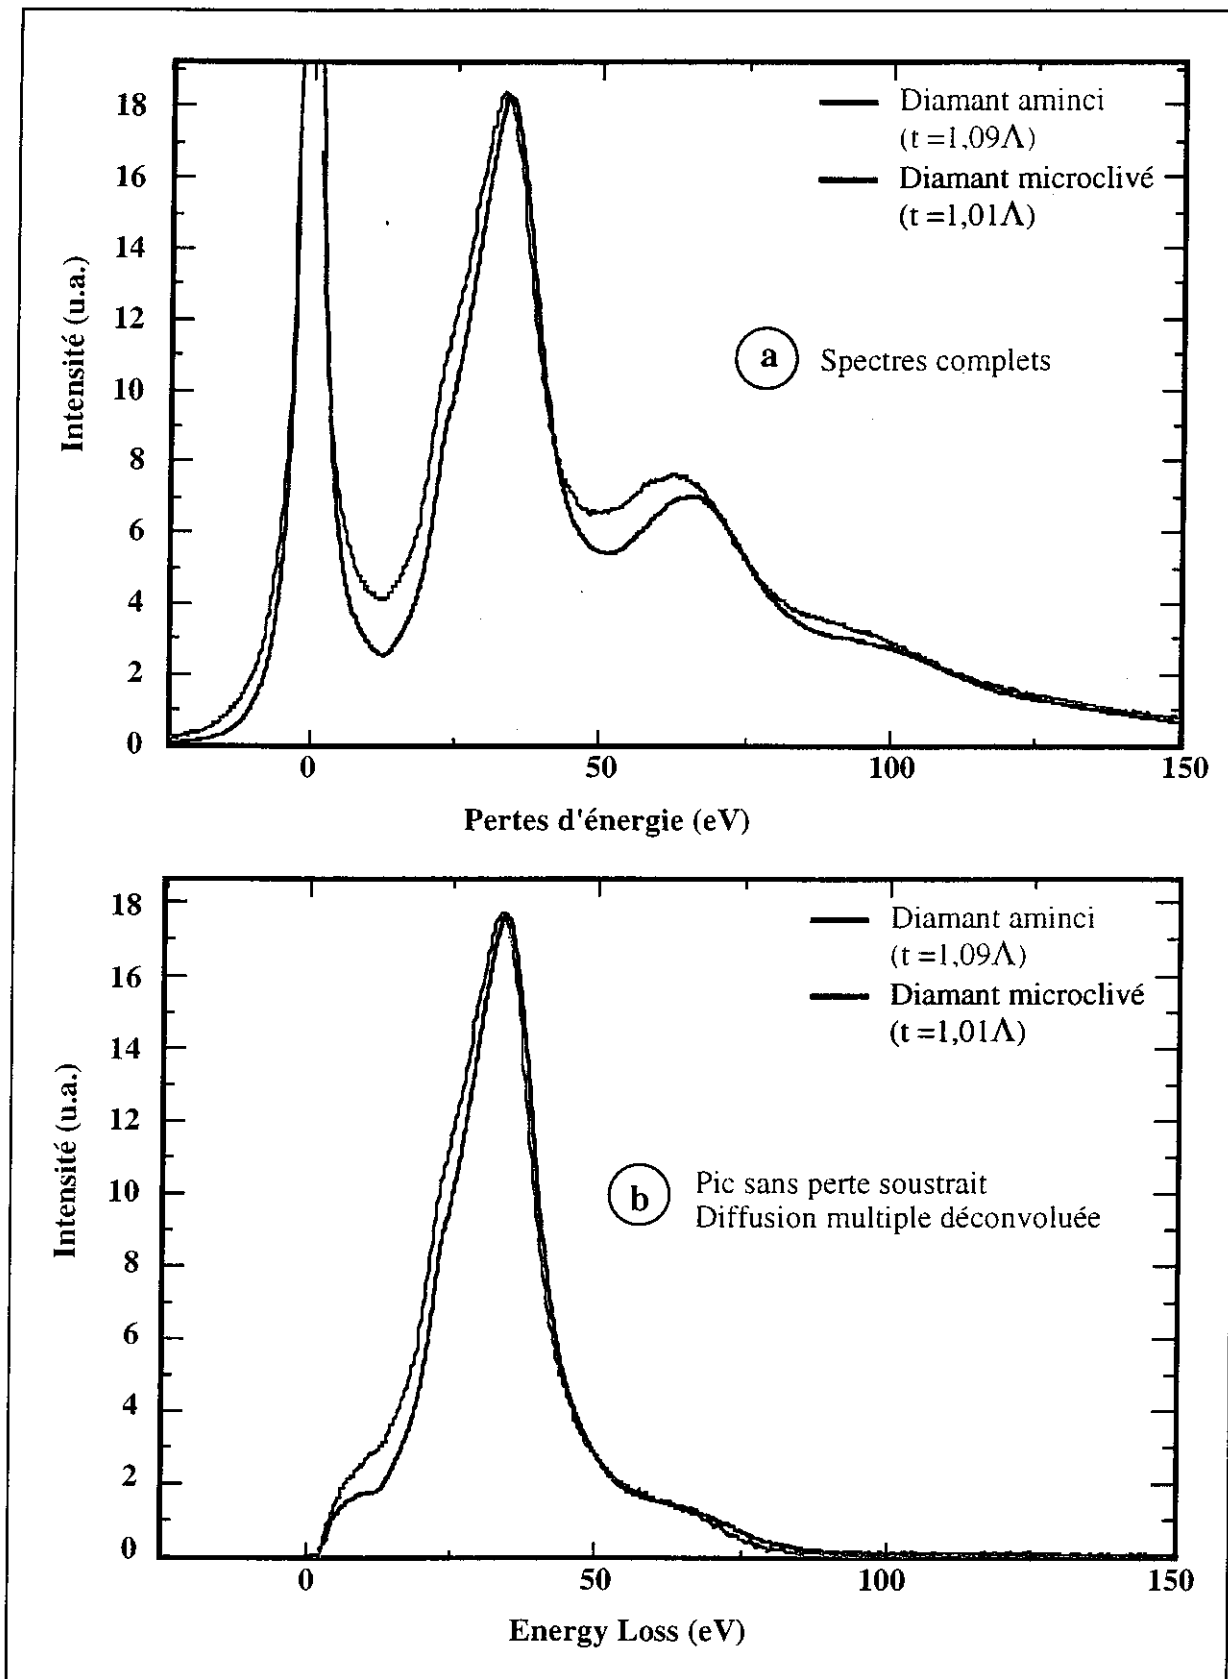 18
16
14
12
10
8
6
4
2
0
Intensité (u.a.)
Diamant aminci
(t =1,09Λ)
Diamant microclivé
(t =1,01Λ)
a Spectres complets
0 50 100 150
Pertes d'énergie (eV)
18
16
14
12
10
8
6
4
2
0
Intensité (u.a.)
Diamant aminci
(t =1,09Λ)
Diamant microclivé
(t=1,01Λ)
b Pic sans perte soustrait
Diffusion multiple déconvoluée
0 50 100 150
Energy Loss (eV)